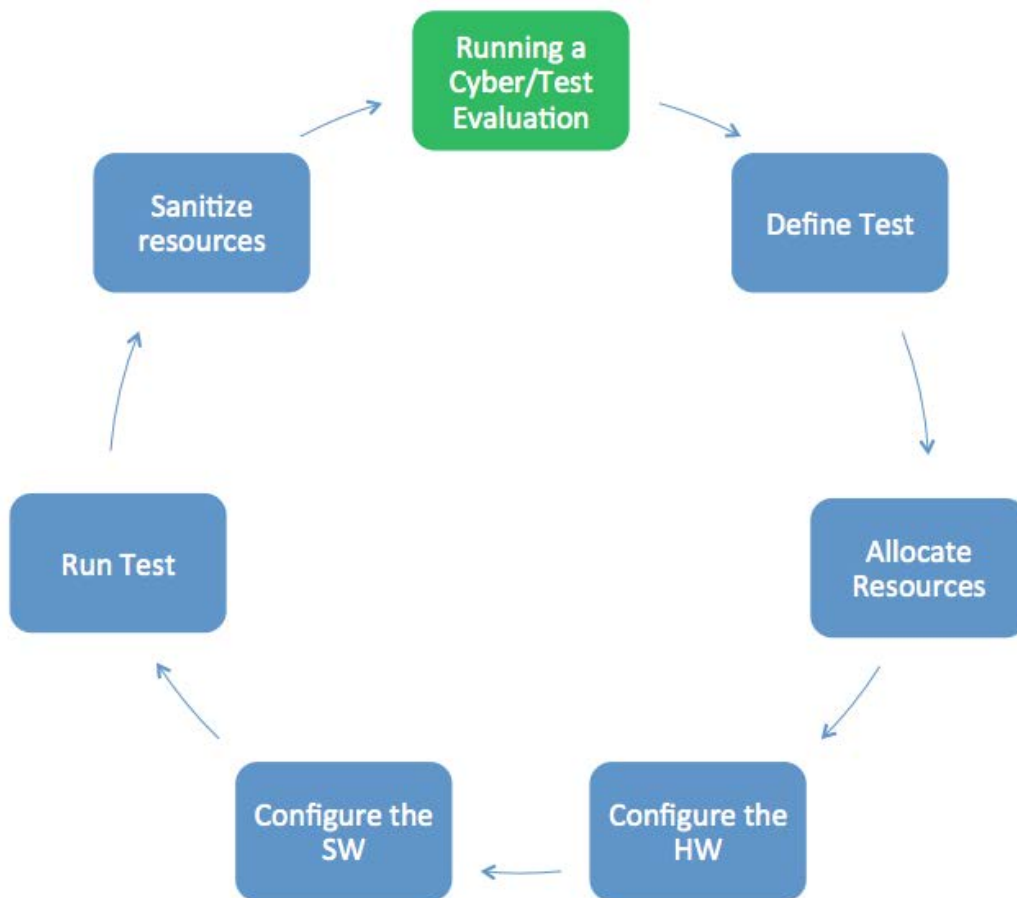 Running a
Cyber/Test
Evaluation
Define Test
Allocate
Resources
Configure the
HW
Configure the
SW
Run Test
Sanitize
resources